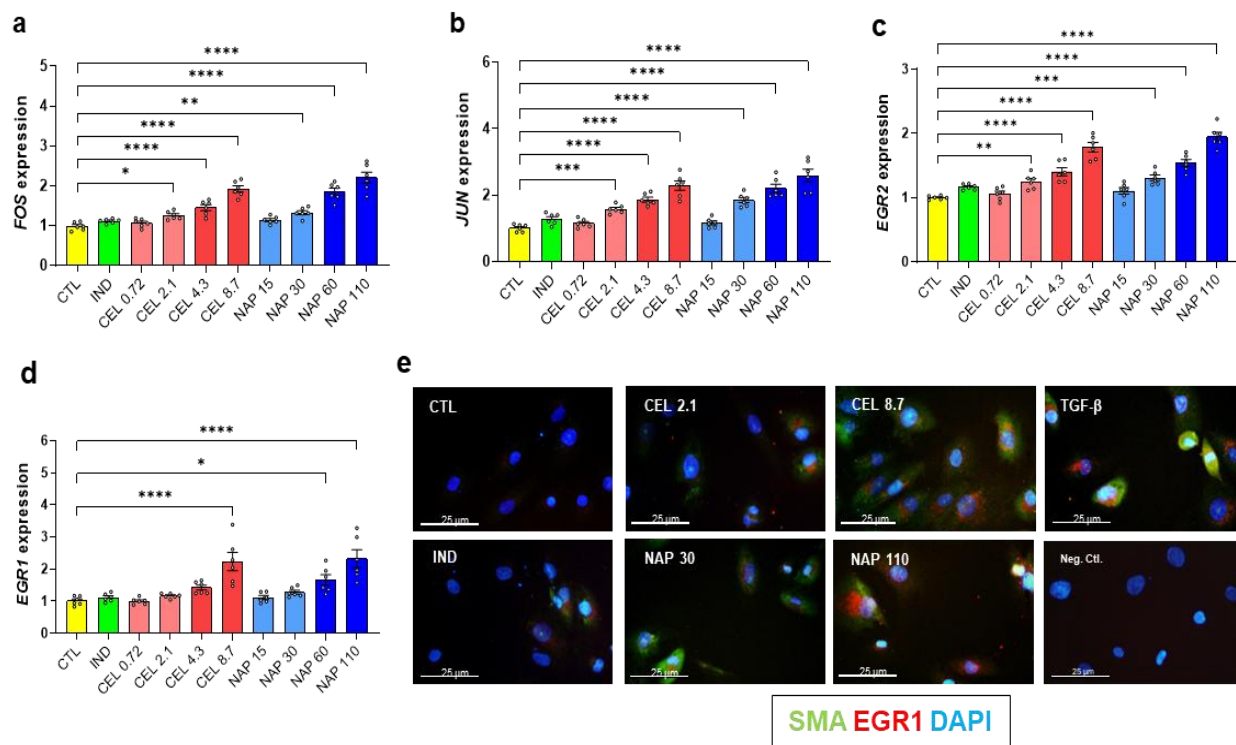 a
****
****
**
****
****
*
FOS expression
5
4
3
2
1
0
CTL
IND
CEL 0.72
CEL 2.1
CEL 4.3
CEL 8.7
NAP 15
NAP 30
NAP 60
NAP 110
b
****
****
****
****
****
***
JUN expression
6
4
2
0
CTL
IND
CEL 0.72
CEL 2.1
CEL 4.3
CEL 8.7
NAP 15
NAP 30
NAP 60
NAP 110
c
****
****
***
****
****
**
EGR2 expression
3
2
1
0
CTL
IND
CEL 0.72
CEL 2.1
CEL 4.3
CEL 8.7
NAP 15
NAP 30
NAP 60
NAP 110
d
****
*
****
EGR1 expression
6
5
4
3
2
1
0
CTL
IND
CEL 0.72
CEL 2.1
CEL 4.3
CEL 8.7
NAP 15
NAP 30
NAP 60
NAP 110
e
CTL
25 µm
CEL 2.1
25 µm
CEL 8.7
25 µm
TGF-β
25 µm
IND
25 µm
NAP 30
25 µm
NAP 110
25 µm
Neg. Ctl.
25 µm
SMA EGR1 DAPI